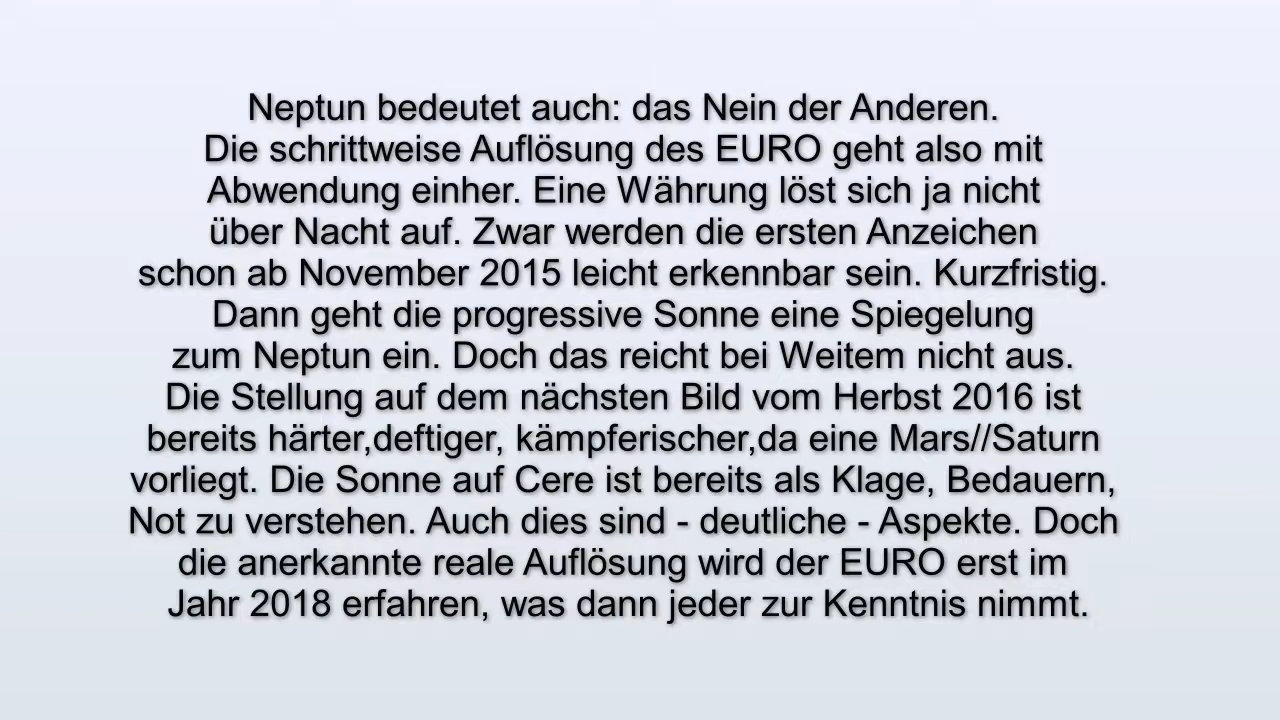 Neptun bedeutet auch: das Nein der Anderen.
Die schrittweise Auflösung des EURO geht also mit
Abwendung einher. Eine Währung löst sich ja nicht
über Nacht auf. Zwar werden die ersten Anzeichen
schon ab November 2015 leicht erkennbar sein. Kurzfristig.
Dann geht die progressive Sonne eine Spiegelung
zum Neptun ein. Doch das reicht bei Weitem nicht aus.
Die Stellung auf dem nächsten Bild vom Herbst 2016 ist
bereits härter,deftiger, kämpferischer,da eine Mars//Saturn
vorliegt. Die Sonne auf Cere ist bereits als Klage, Bedauern,
Not zu verstehen. Auch dies sind - deutliche - Aspekte. Doch
die anerkannte reale Auflösung wird der EURO erst im
Jahr 2018 erfahren, was dann jeder zur Kenntnis nimmt.